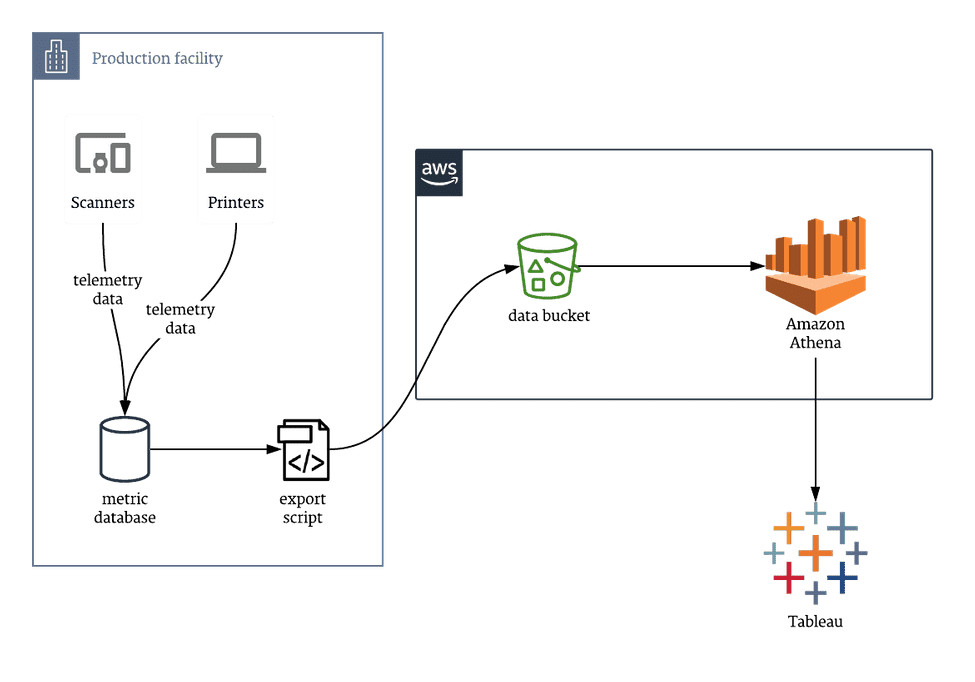 Production facility
Scanners
Printers
telemetry
data
telemetry
data
metric
database
export
script
aws
data bucket
Amazon
Athena
Tableau